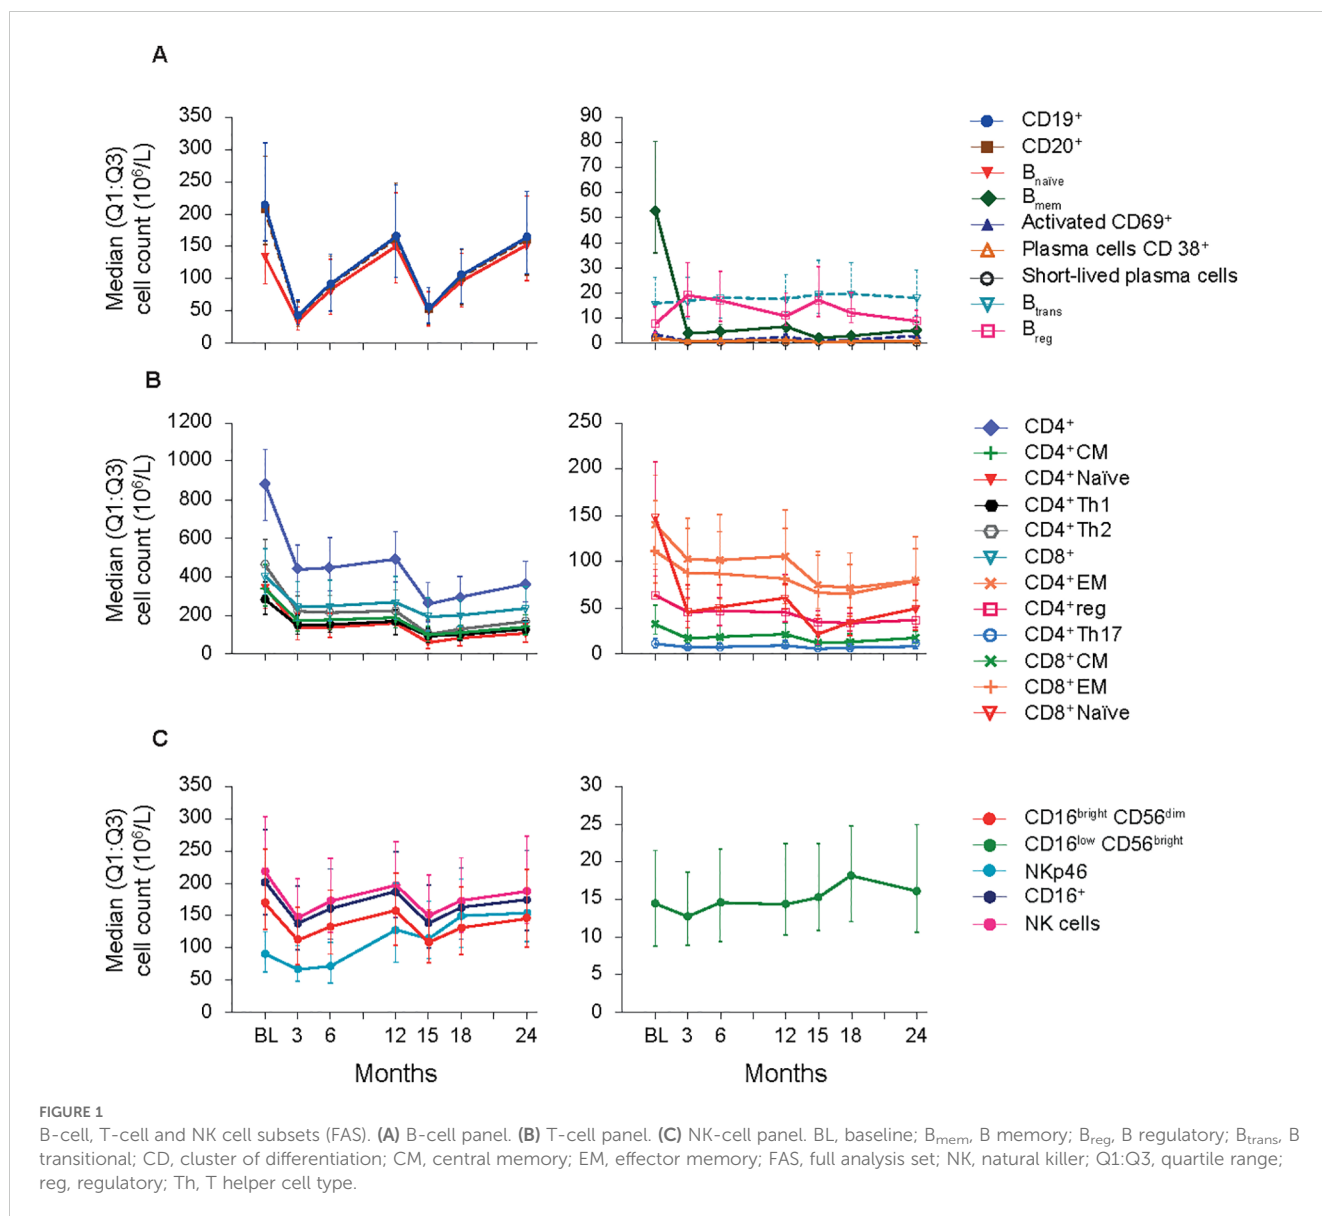 A
Median (Q1:Q3)
cell count (10⁶/L)
350
300
250
200
150
100
50
0
90
80
70
60
50
40
30
20
10
0
CD19⁺
CD20⁺
Bnaïve
Bmem
Activated CD69⁺
Plasma cells CD 38⁺
Short-lived plasma cells
Btrans
Breg
B
Median (Q1:Q3)
cell count (10⁶/L)
1200
1000
800
600
400
200
0
250
200
150
100
50
0
CD4⁺
CD4⁺CM
CD4⁺Naïve
CD4⁺Th1
CD4⁺Th2
CD8⁺
CD4⁺EM
CD4⁺reg
CD4⁺Th17
CD8⁺CM
CD8⁺EM
CD8⁺Naïve
C
Median (Q1:Q3)
cell count (10⁶/L)
350
300
250
200
150
100
50
0
BL 3 6 12 15 18 24
Months
30
25
20
15
10
5
0
BL 3 6 12 15 18 24
Months
CD16bright CD56dim
CD16low CD56bright
NKp46
CD16⁺
NK cells
FIGURE 1
B-cell, T-cell and NK cell subsets (FAS). (A) B-cell panel. (B) T-cell panel. (C) NK-cell panel. BL, baseline; Bmem, B memory; Breg, B regulatory; Btrans, B
transitional; CD, cluster of differentiation; CM, central memory; EM, effector memory; FAS, full analysis set; NK, natural killer; Q1:Q3, quartile range;
reg, regulatory; Th, T helper cell type.